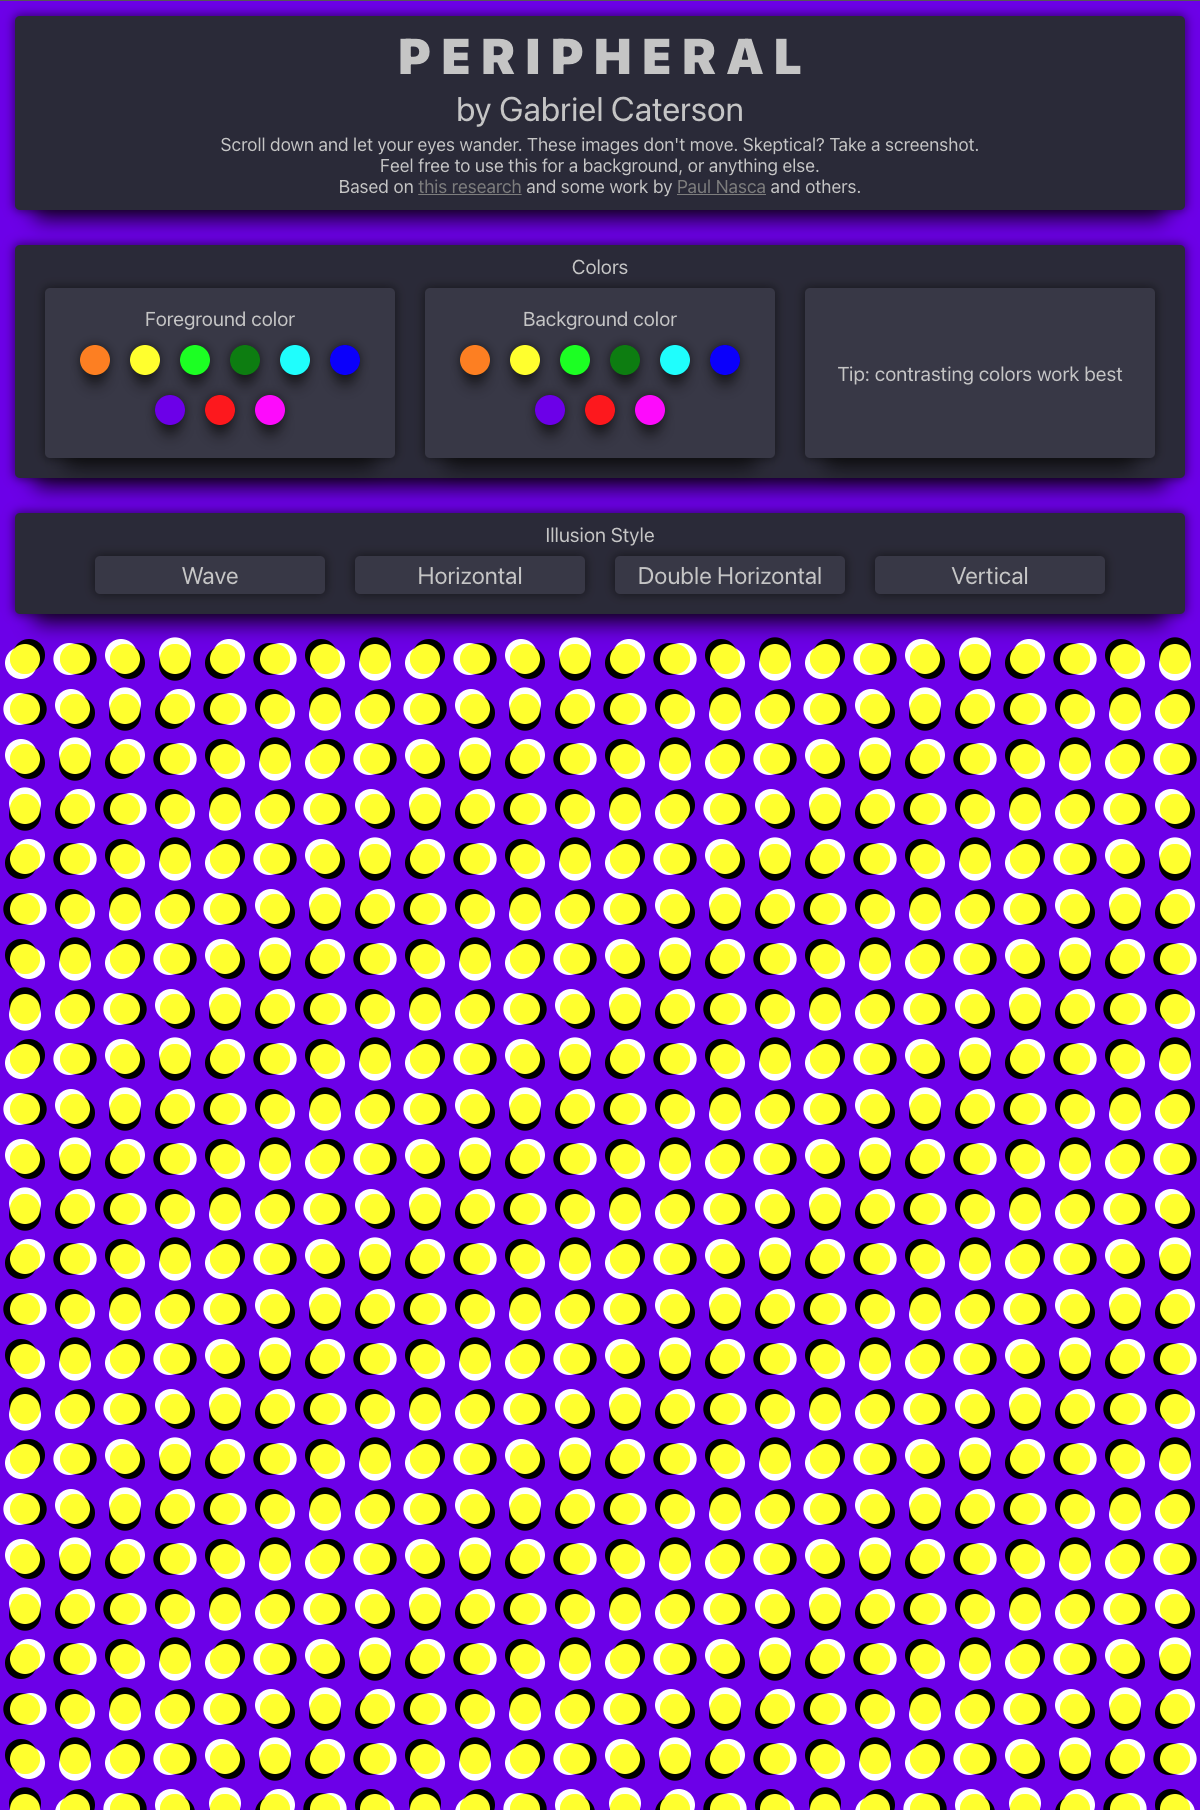 PERIPHERAL
by Gabriel Caterson
Scroll down and let your eyes wander. These images don't move. Skeptical? Take a screenshot.
Feel free to use this for a background, or anything else.
Based on this research and some work by Paul Nasca and others.
Colors
Foreground color
Background color
Tip: contrasting colors work best
Illusion Style
Wave
Horizontal
Double Horizontal
Vertical